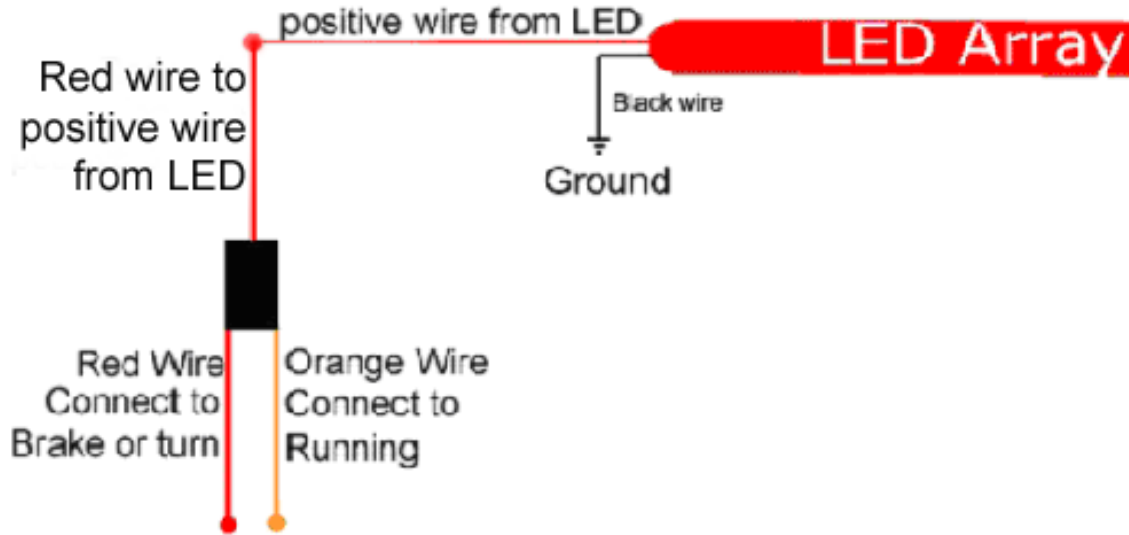 positive wire from LED
LED Array
Red wire to
positive wire
from LED
Black wire
Ground
Red Wire
Connect to
Brake or turn
Orange Wire
Connect to
Running